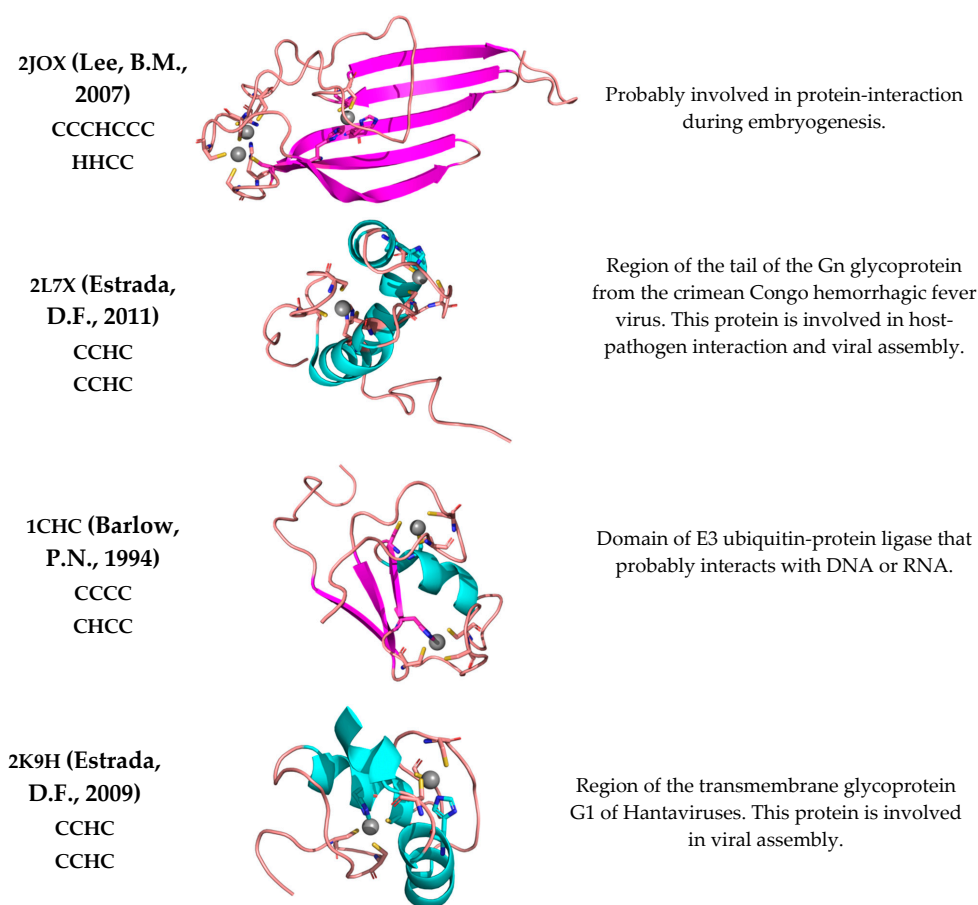 2JOX (Lee, B.M.,
2007)
CCCHCCC
HHCC
Probably involved in protein-interaction
during embryogenesis.
2L7X (Estrada,
D.F., 2011)
CCHC
CCHC
Region of the tail of the Gn glycoprotein
from the crimean Congo hemorrhagic fever
virus. This protein is involved in host-
pathogen interaction and viral assembly.
1CHC (Barlow,
P.N., 1994)
CCCC
CHCC
Domain of E3 ubiquitin-protein ligase that
probably interacts with DNA or RNA.
2K9H (Estrada,
D.F., 2009)
CCHC
CCHC
Region of the transmembrane glycoprotein
G1 of Hantaviruses. This protein is involved
in viral assembly.